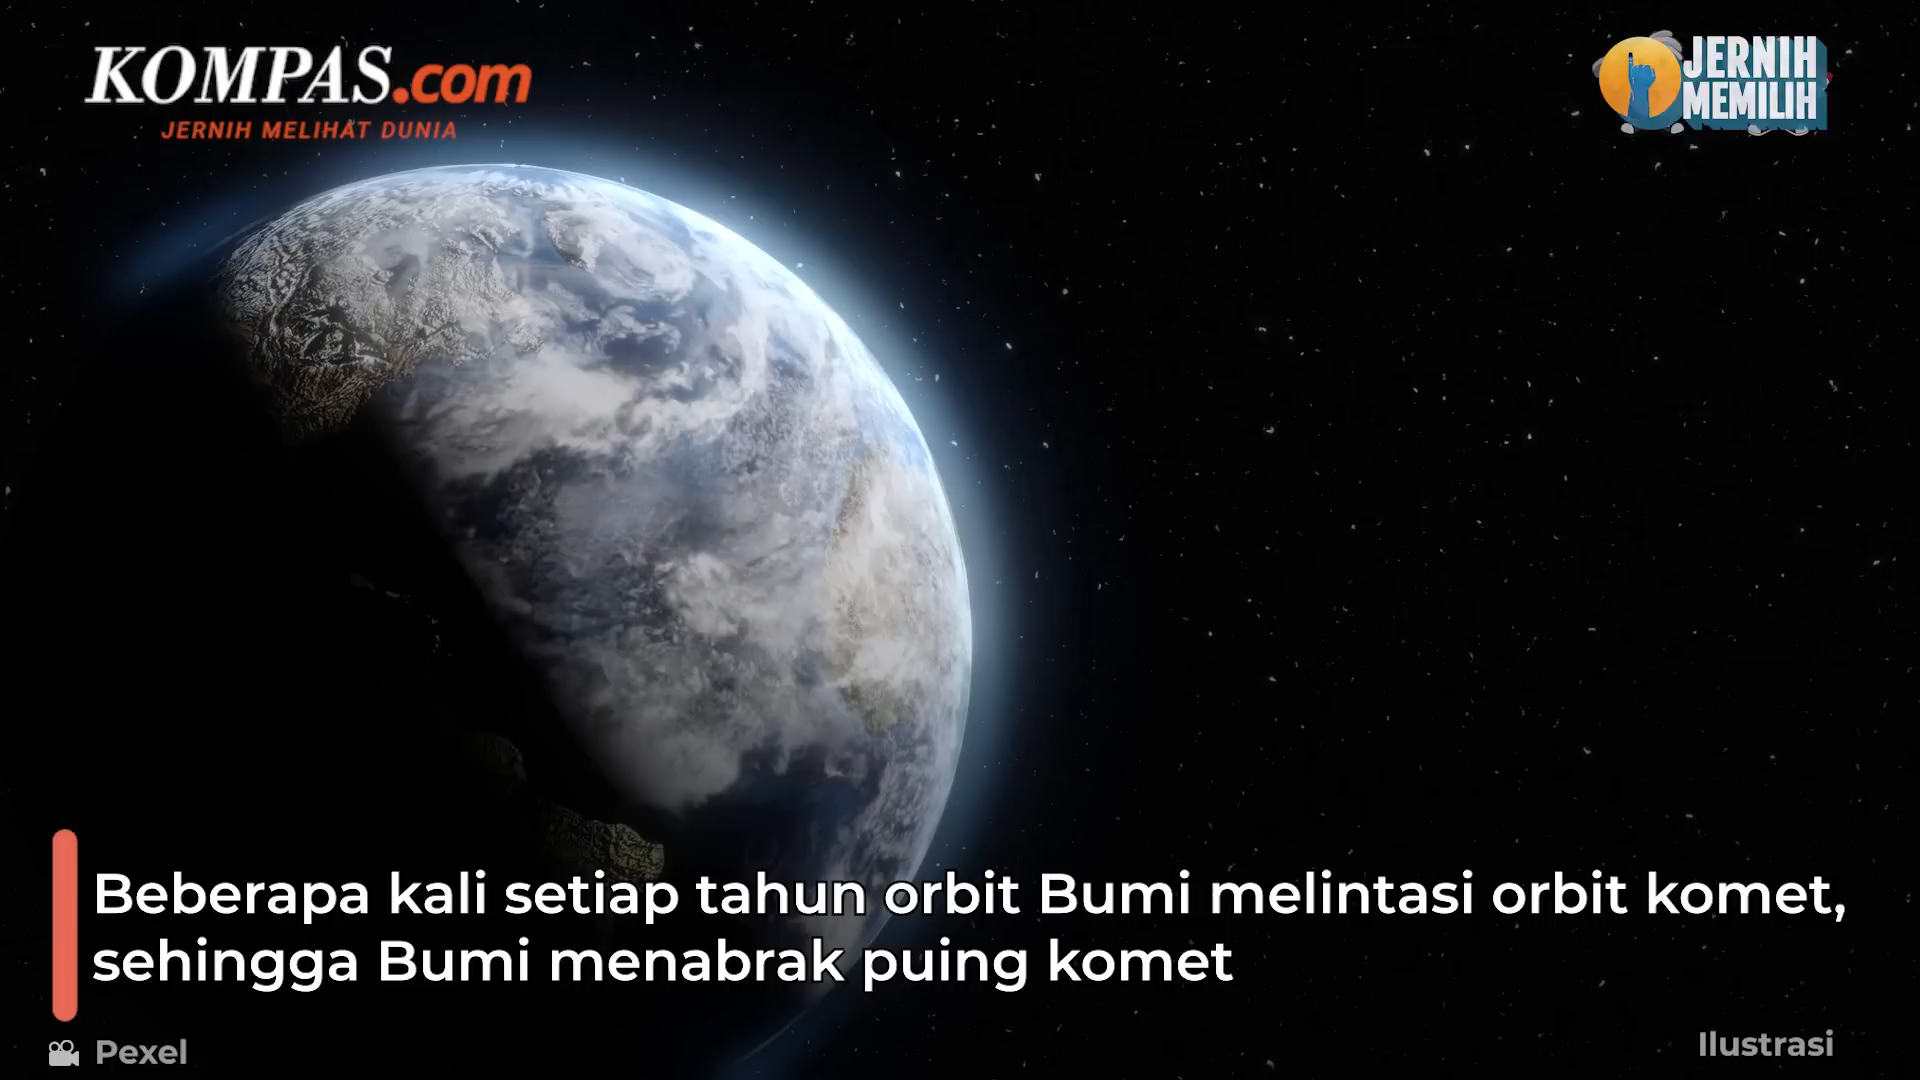 KOMPAS.com
JERNIH MELIHAT DUNIA
JERNIH
MEMILIH
Beberapa kali setiap tahun orbit Bumi melintasi orbit komet,
sehingga Bumi menabrak puing komet
Pexel
Ilustrasi